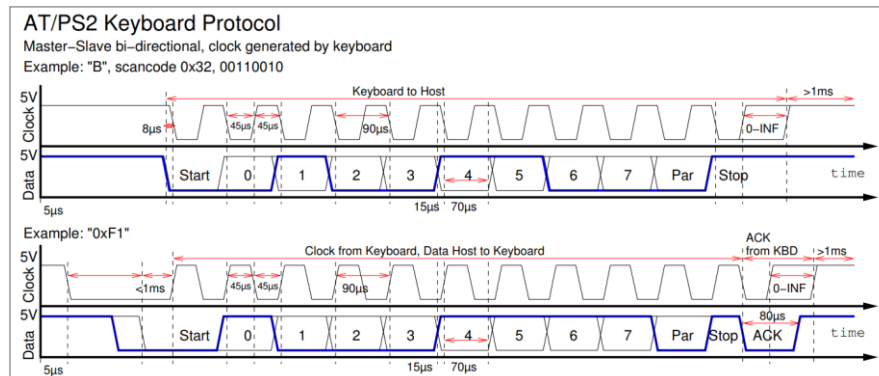 AT/PS2 Keyboard Protocol
Master-Slave bi-directional, clock generated by keyboard
Example: "B", scancode 0x32, 00110010
Keyboard to Host
>1ms
5V
Clock
8µs
45µs 45µs
90µs
0-INF
5V
Data
Start 0 1 2 3 4 5 6 7 Par Stop
time
5µs
15µs 70µs
Example: "0xF1"
Clock from Keyboard, Data Host to Keyboard
ACK
from KBD
>1ms
5V
Clock
<1ms
45µs 45µs
90µs
0-INF
80µs
5V
Data
Start 0 1 2 3 4 5 6 7 Par Stop ACK
time
5µs
15µs 70µs